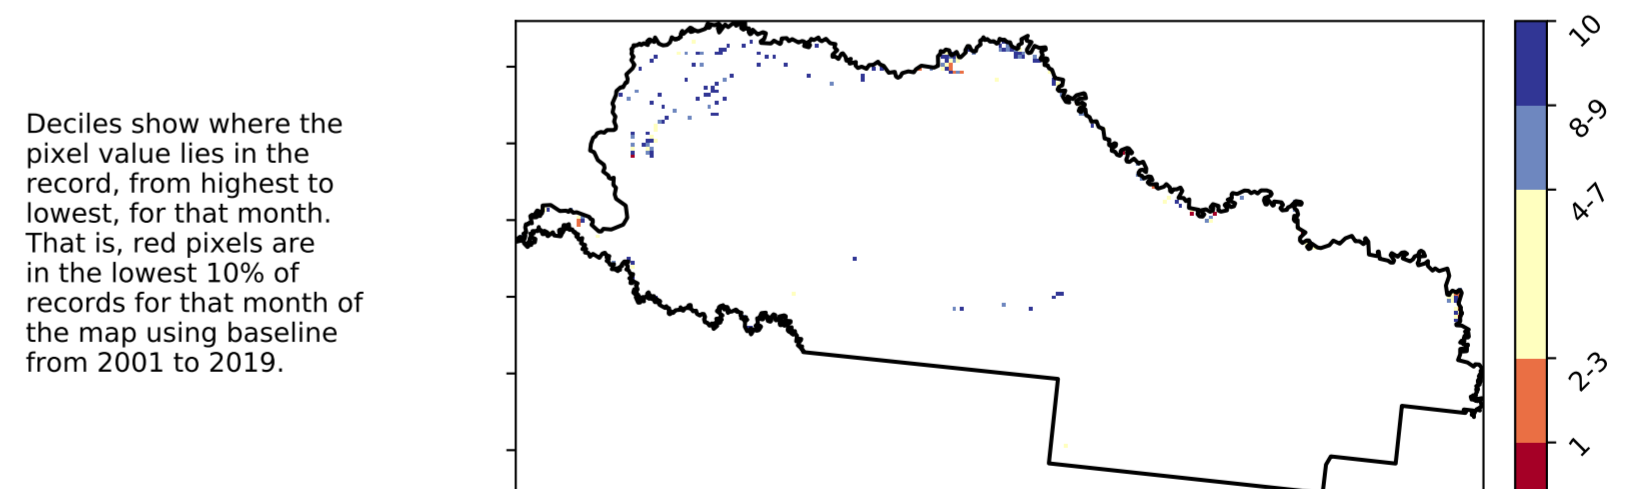 Deciles show where the
pixel value lies in the
record, from highest to
lowest, for that month.
That is, red pixels are
in the lowest 10% of
records for that month of
the map using baseline
from 2001 to 2019.
10
8-9
4-7
2-3
1